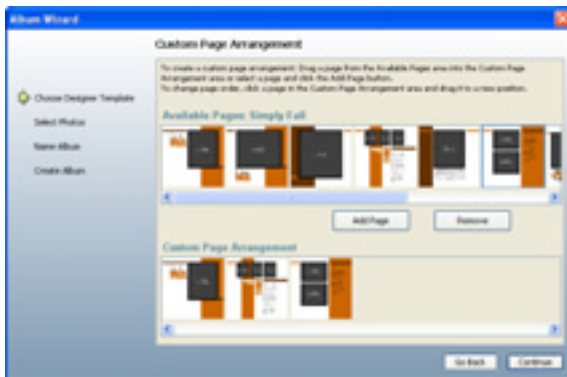 Album Wizard
Custom Page Arrangement
To create a custom page arrangement: Drag a page from the Available Pages area into the Custom Page
Arrangement area or select a page and click the Add Page button.
To change page order, click a page in the Custom Page Arrangement area and drag it to a new position.
Choose Designer Template
Select Photos
Name Album
Create Album
Available Pages: Simply Fall
Add Page
Remove
Custom Page Arrangement
Go Back
Continue